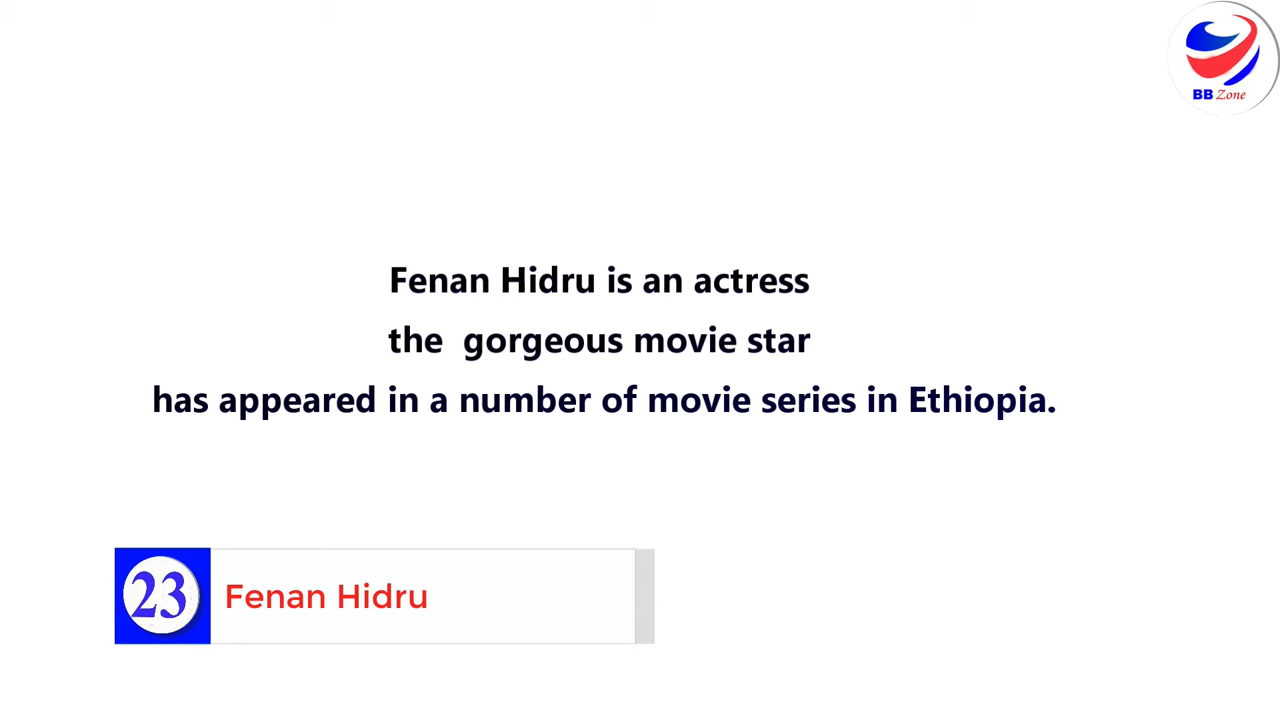 BB Zone
Fenan Hidru is an actress
the gorgeous movie star
has appeared in a number of movie series in Ethiopia.
23
Fenan Hidru